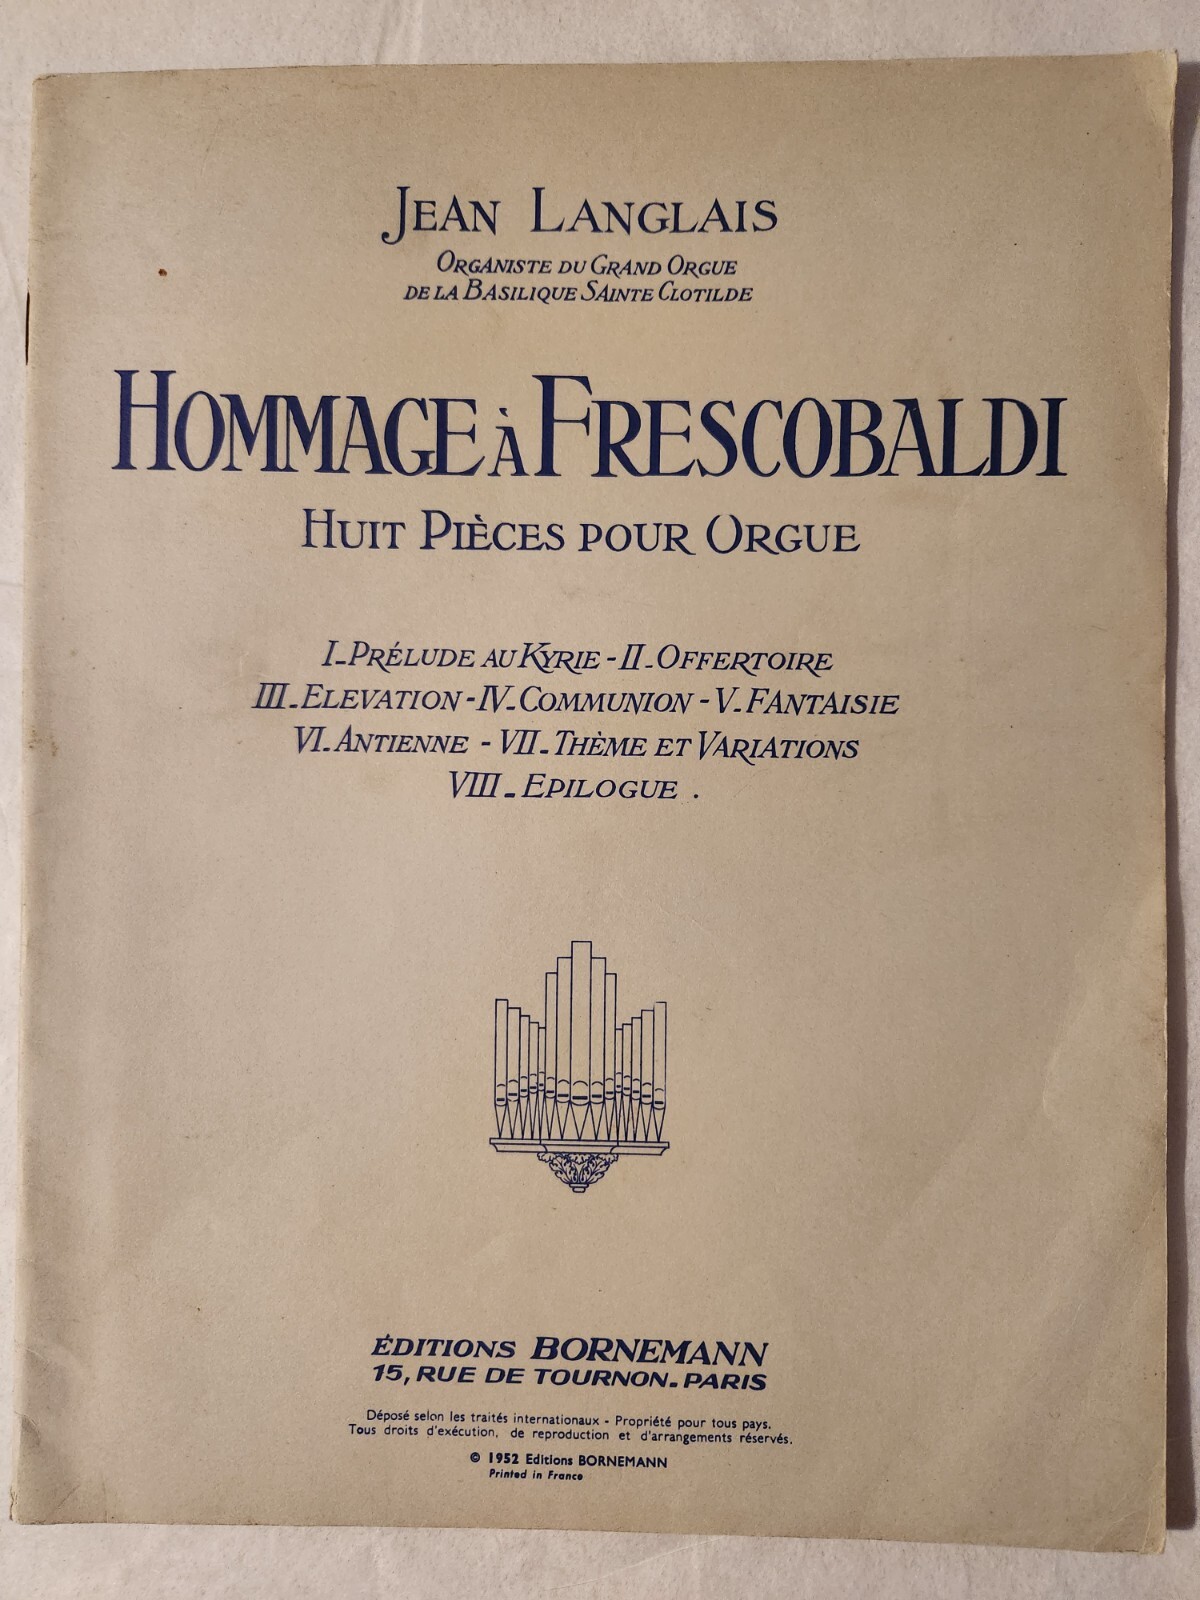 JEAN LANGLAIS
ORGANISTE DU GRAND ORGUE
DE LA BASILIQUE SAINTE CLOTILDE
HOMMAGE À FRESCOBALDI
HUIT PIÈCES POUR ORGUE
I_PRÉLUDE AU KYRIE - II_OFFERTOIRE
III_ELEVATION - IV_COMMUNION - V_FANTAISIE
VI_ANTIENNE - VII_THÈME ET VARIATIONS
VIII_EPILOGUE .
ÉDITIONS BORNEMANN
15, RUE DE TOURNON_PARIS
Déposé selon les traités internationaux - Propriété pour tous pays.
Tous droits d'exécution, de reproduction et d'arrangements réservés.
© 1952 Editions BORNEMANN
Printed in France